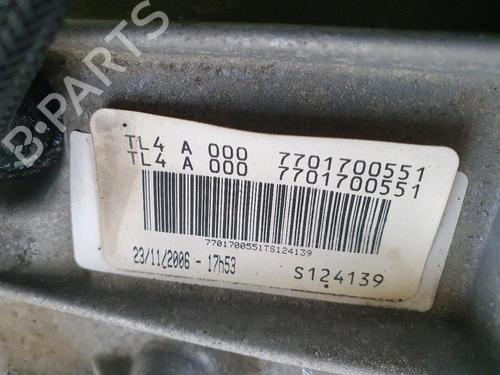 B-PARTS
TL4 A 000 7701700551
TL4 A 000 7701700551
7701700551TS124139
23/11/2006 - 17h53 S124139